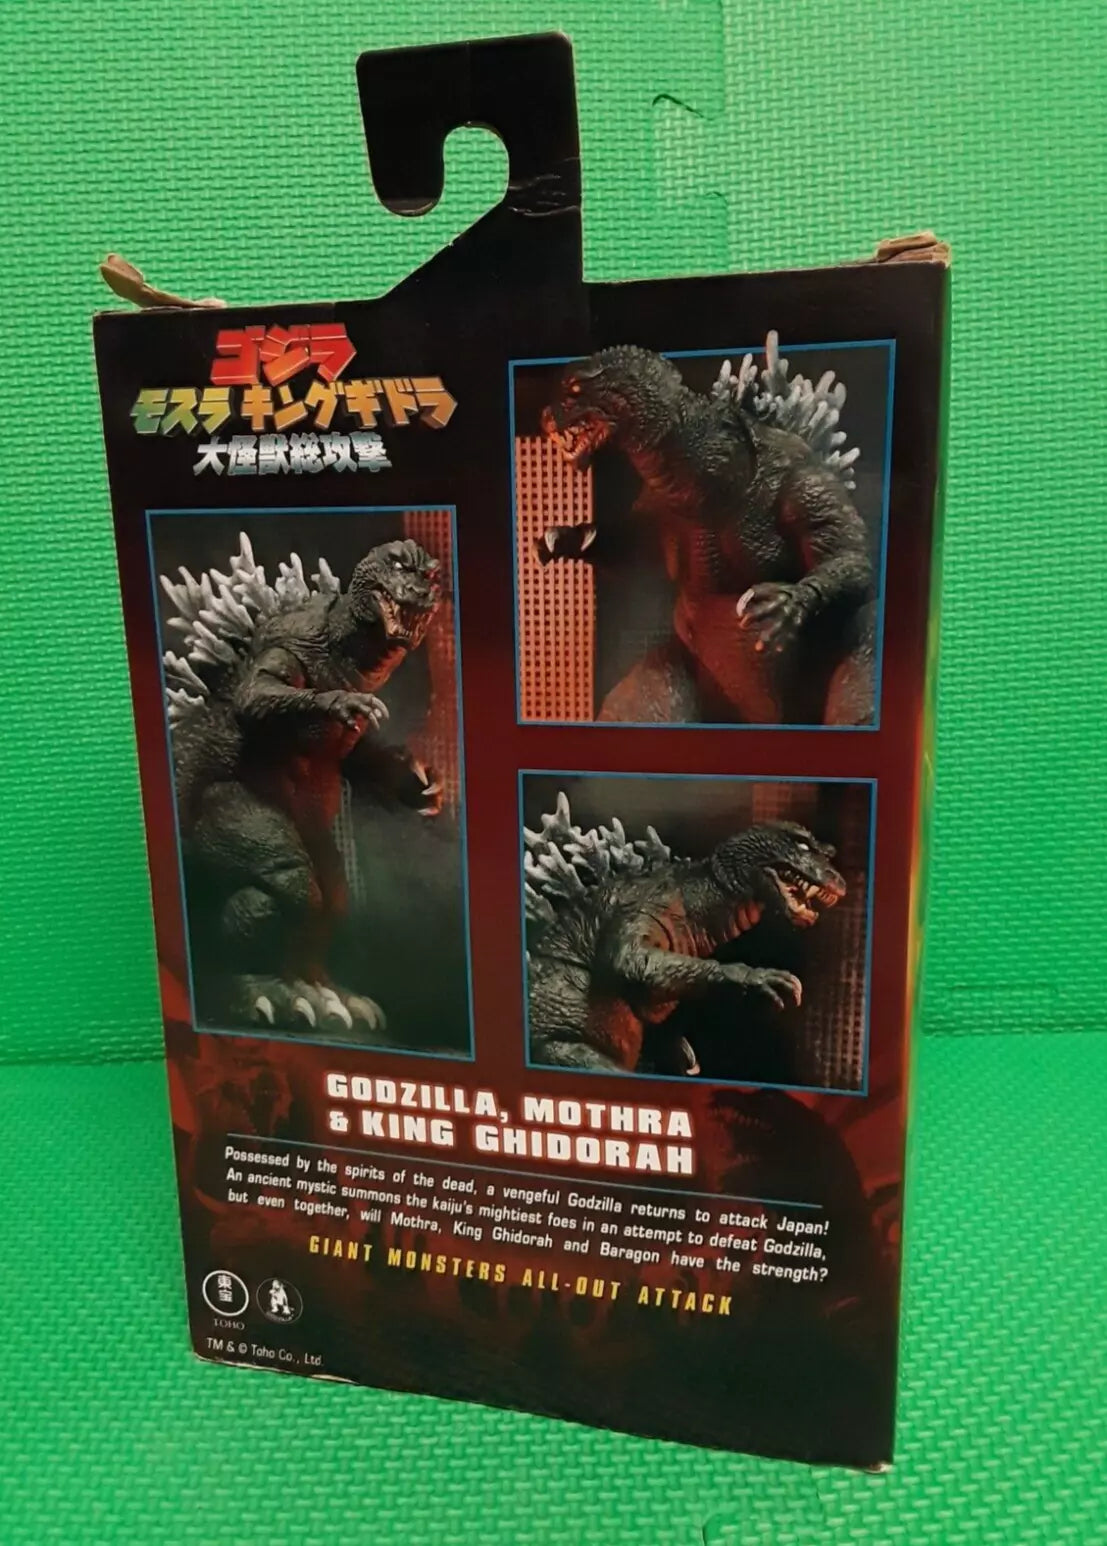 ゴジラ
モスラ キングギドラ
大怪獣総攻撃
GODZILLA, MOTHRA
& KING GHIDORAH
Possessed by the spirits of the dead, a vengeful Godzilla returns to attack Japan!
An ancient mystic summons the kaiju's mightiest foes in an attempt to defeat Godzilla,
but even together, will Mothra, King Ghidorah and Baragon have the strength?
GIANT MONSTERS ALL-OUT ATTACK
東宝
TOHO
TM & © Toho Co., Ltd.